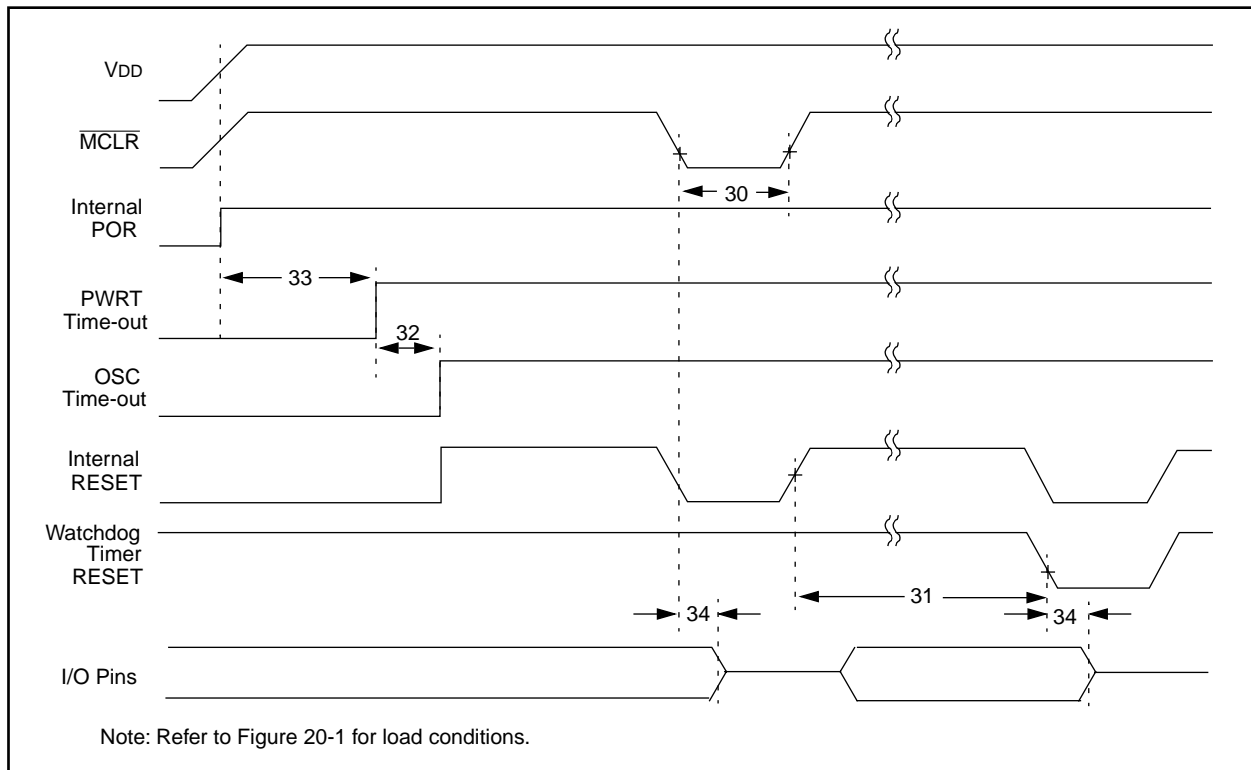 VDD
MCLR
Internal
POR
30
33
PWRT
Time-out
32
OSC
Time-out
Internal
RESET
Watchdog
Timer
RESET
31
34
34
I/O Pins
Note: Refer to Figure 20-1 for load conditions.